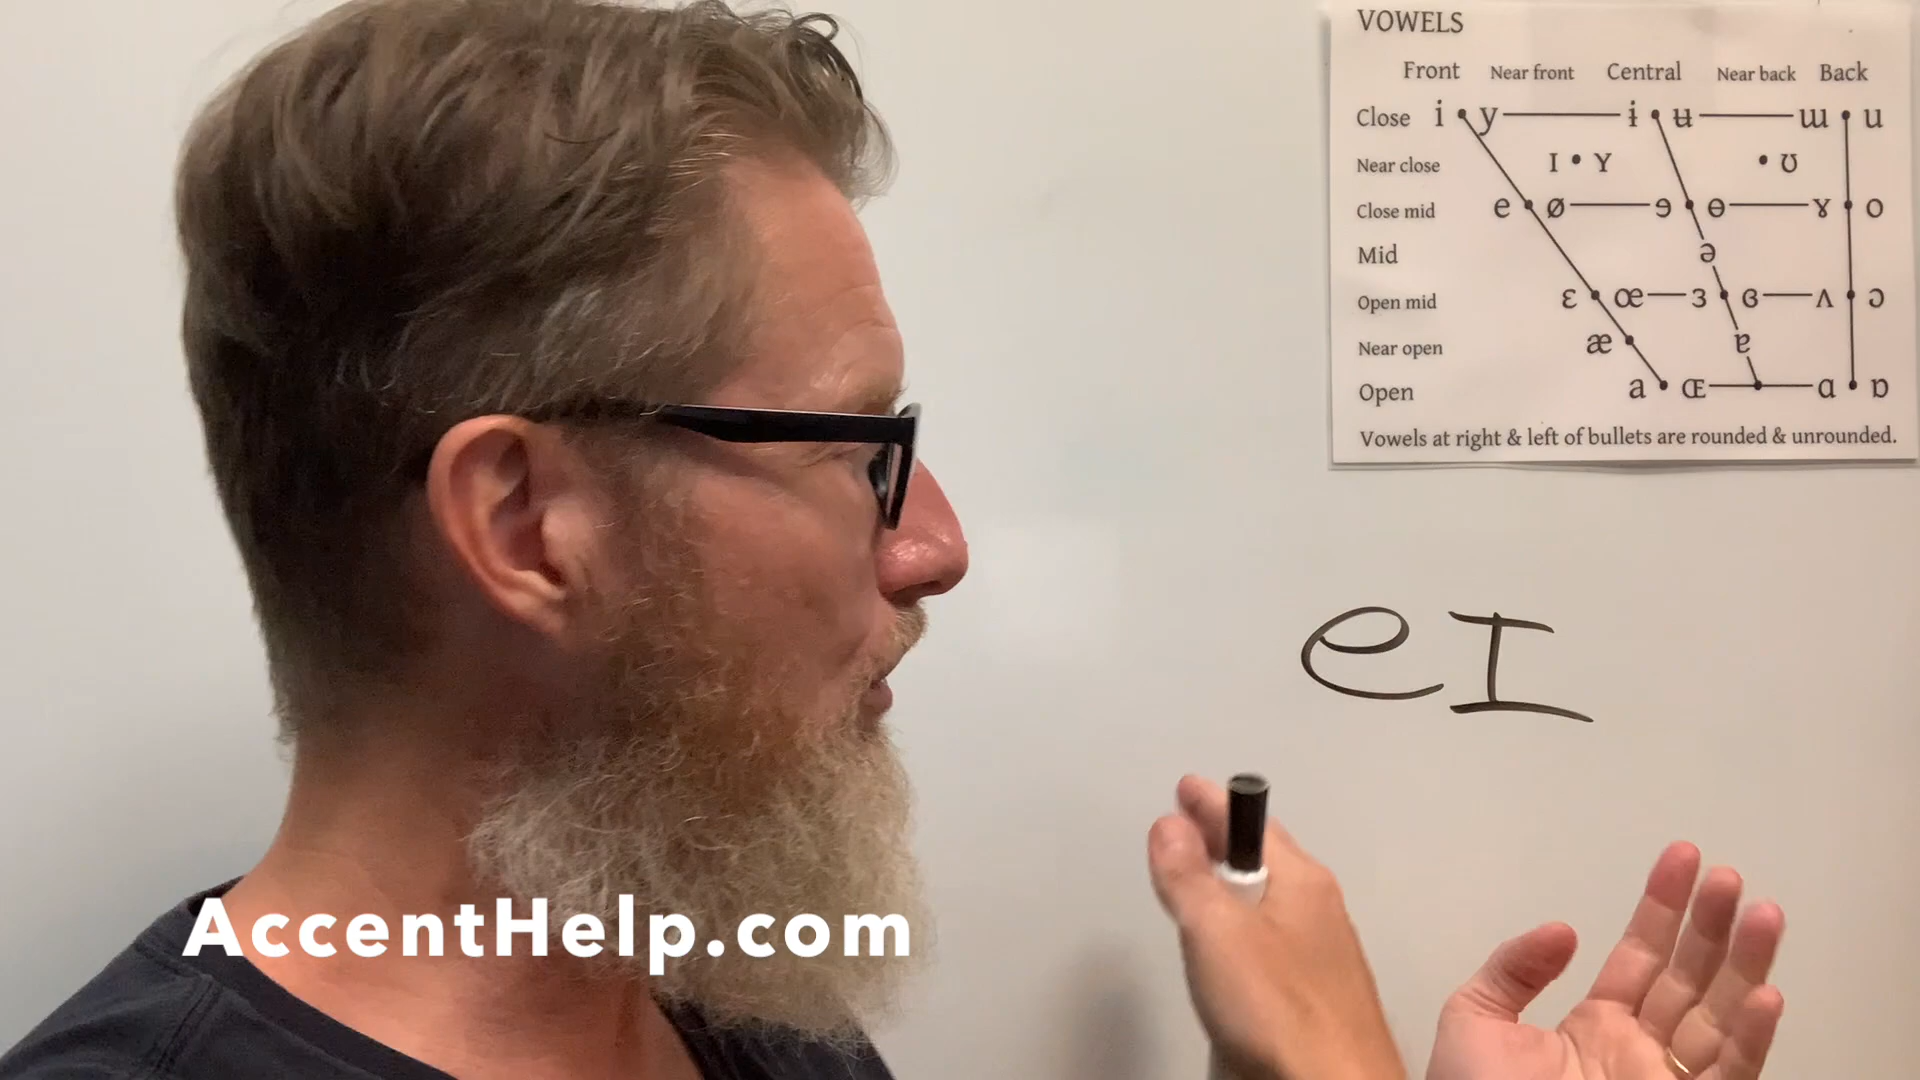 VOWELS
Front Near front Central Near back Back
Close i • y ɨ • ʉ ɯ • u
Near close ɪ • ʏ • ʊ
Close mid e • ø ɘ • ɵ ɤ • o
Mid ə
Open mid ɛ • œ ɜ • ɞ ʌ • ɔ
Near open æ • ɐ
Open a • ɶ • ɑ • ɒ
Vowels at right & left of bullets are rounded & unrounded.
eɪ
AccentHelp.com